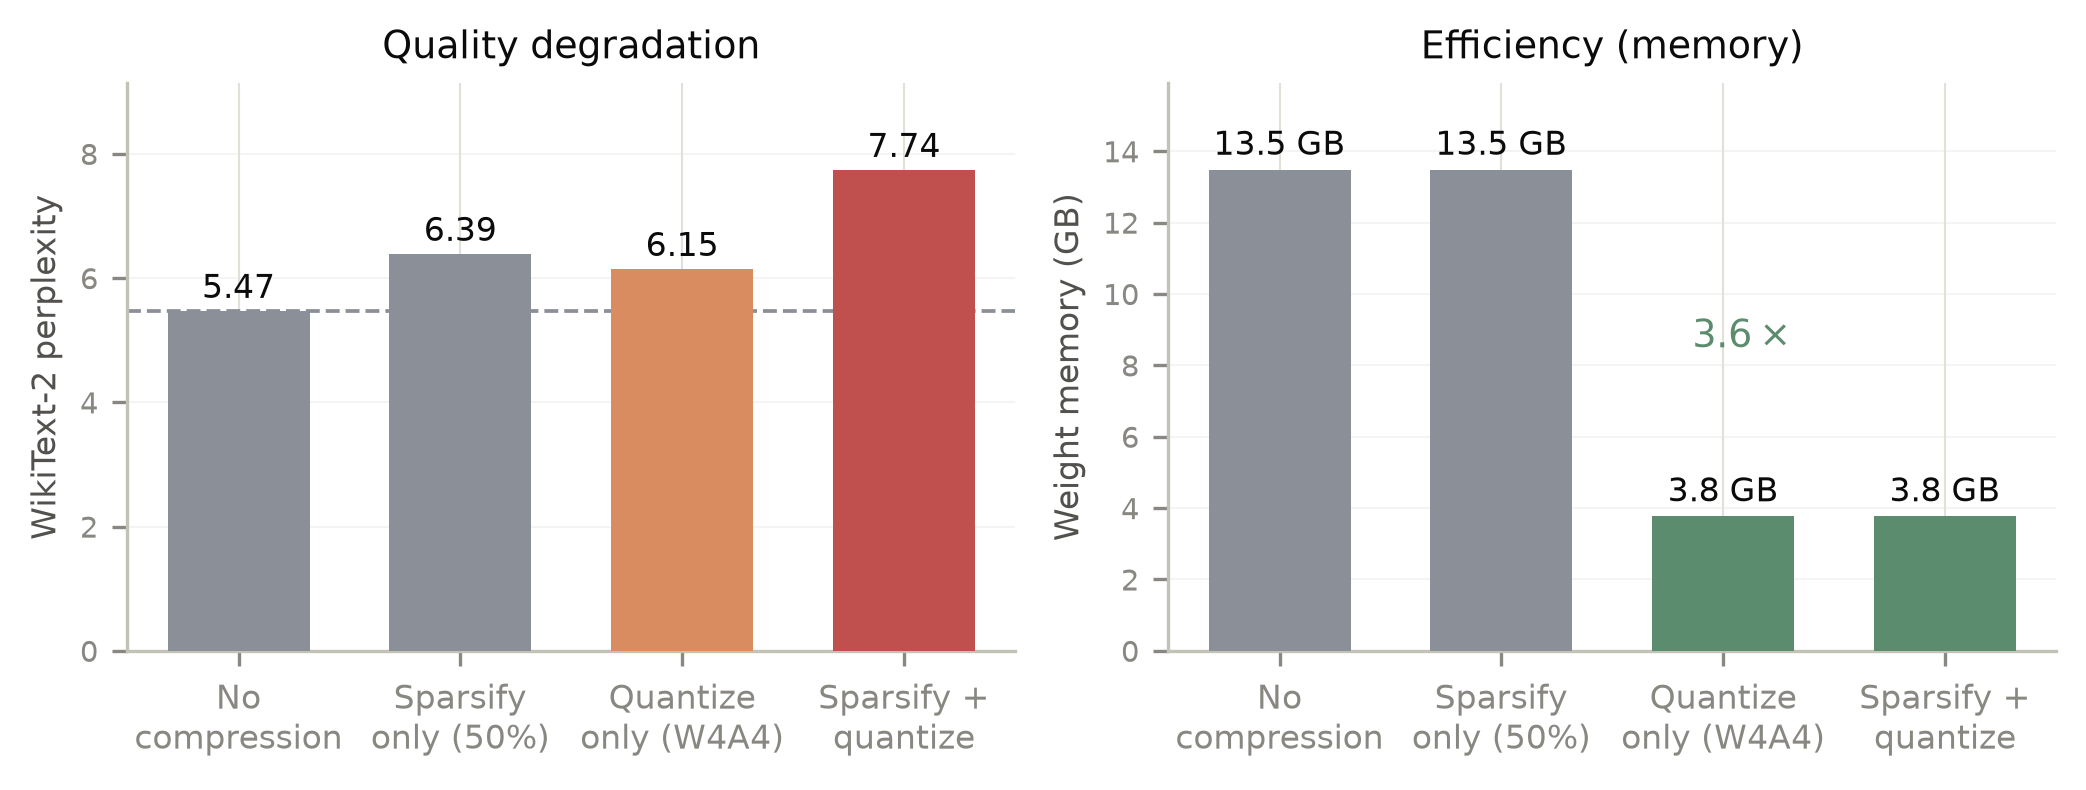 Quality degradation
WikiText-2 perplexity
8
6
4
2
0
5.47
6.39
6.15
7.74
No
compression
Sparsify
only (50%)
Quantize
only (W4A4)
Sparsify +
quantize
Efficiency (memory)
Weight memory (GB)
14
12
10
8
6
4
2
0
13.5 GB
13.5 GB
3.6 ×
3.8 GB
3.8 GB
No
compression
Sparsify
only (50%)
Quantize
only (W4A4)
Sparsify +
quantize